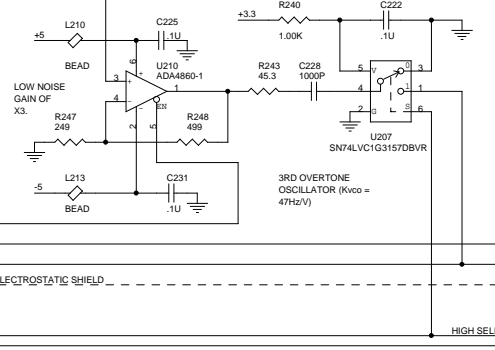 R240
1.00K
+3.3
C222
.1U
L210
+5
BEAD
C225
.1U
U210
ADA4860-1
6
3
+
+
4
-
-
1
EN
2
5
LOW NOISE
GAIN OF
X3.
R247
249
R248
499
R243
45.3
C228
1000P
5
V
0
3
4
1
1
2
G
S
6
U207
SN74LVC1G3157DBVR
L213
-5
BEAD
C231
.1U
3RD OVERTONE
OSCILLATOR (Kvco =
47Hz/V)
LECTROSTATIC SHIELD
HIGH SEL